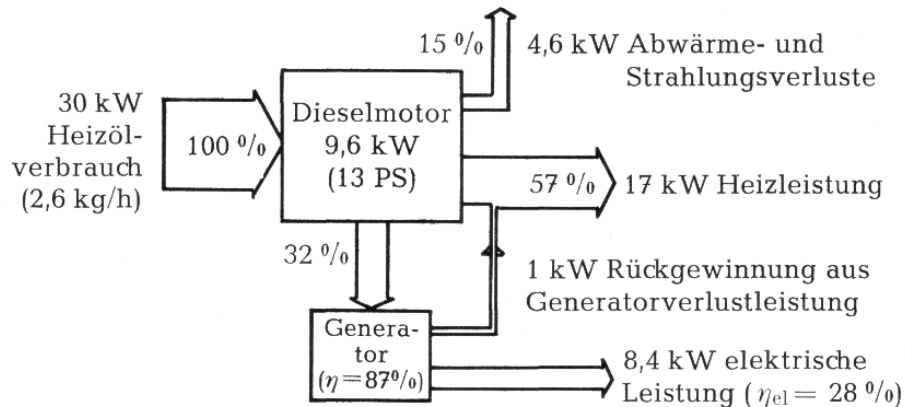 15 %
4,6 kW Abwärme- und
Strahlungsverluste
30 kW
Heizöl-
verbrauch
(2,6 kg/h)
100 %
Dieselmotor
9,6 kW
(13 PS)
57 %
17 kW Heizleistung
32 %
1 kW Rückgewinnung aus
Generatorverlustleistung
Genera-
tor
(η=87%)
8,4 kW elektrische
Leistung (ηel = 28 %)